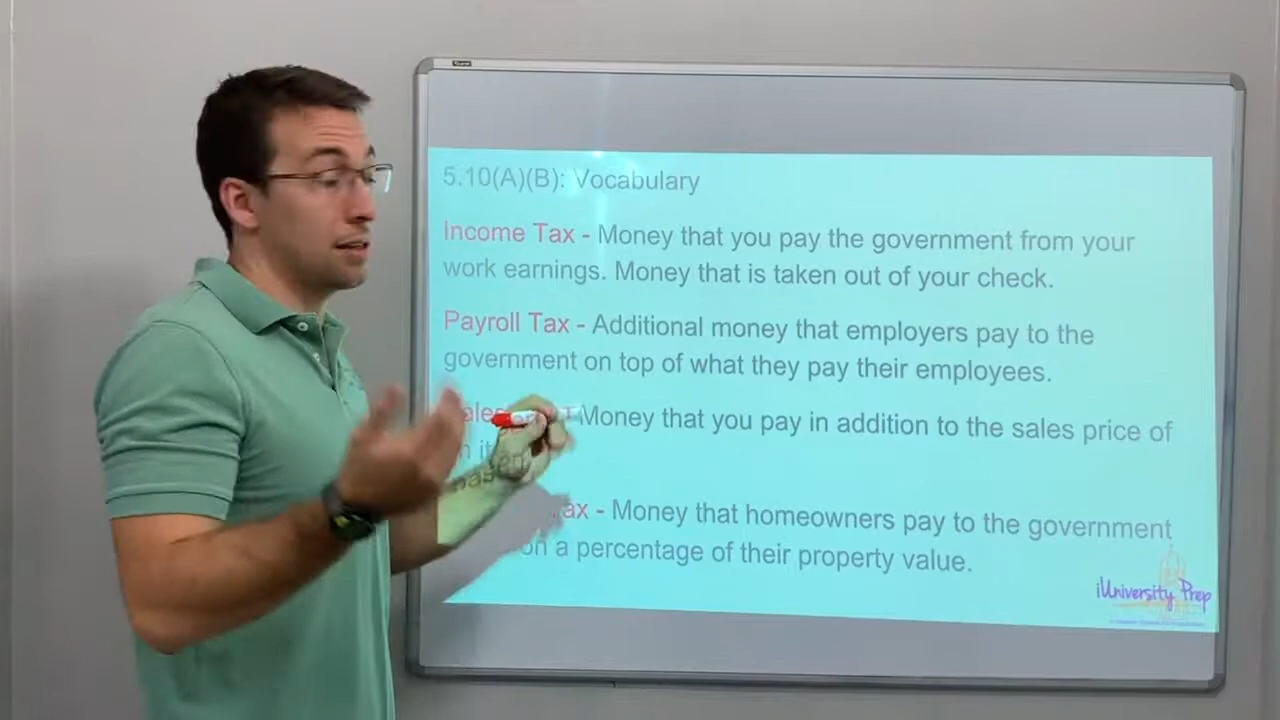 5.10(A)(B): Vocabulary
Income Tax - Money that you pay the government from your
work earnings. Money that is taken out of your check.
Payroll Tax - Additional money that employers pay to the
government on top of what they pay their employees.
Money that you pay in addition to the sales price of
ax - Money that homeowners pay to the government
on a percentage of their property value.
iUniversity Prep